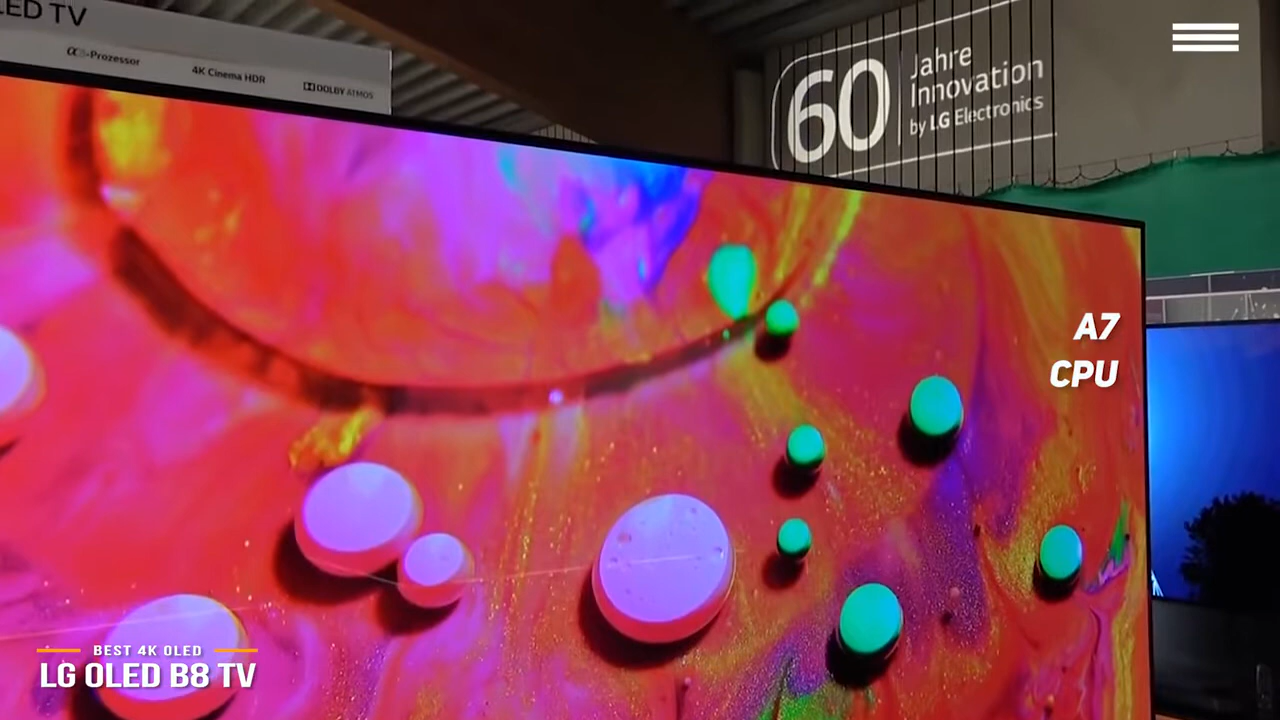 LED TV
-Prozessor
4K Cinema HDR
DOLBY ATMOS
60
Jahre
Innovation
by LG Electronics
A7
CPU
BEST 4K OLED
LG OLED B8 TV